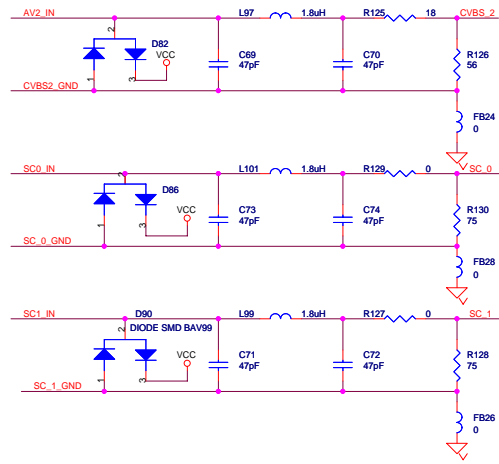 AV2_IN L97 1.8uH R125 18 CVBS_2
2 D82 VCC C69 47pF C70 47pF R126 56
1 3
CVBS2_GND
FB24 0
SC0_IN L101 1.8uH R129 0 SC_0
2 D86 VCC C73 47pF C74 47pF R130 75
1 3
SC_0_GND
FB28 0
SC1_IN D90 L99 1.8uH R127 0 SC_1
2 DIODE SMD BAV99
VCC C71 47pF C72 47pF R128 75
1 3
SC_1_GND
FB26 0